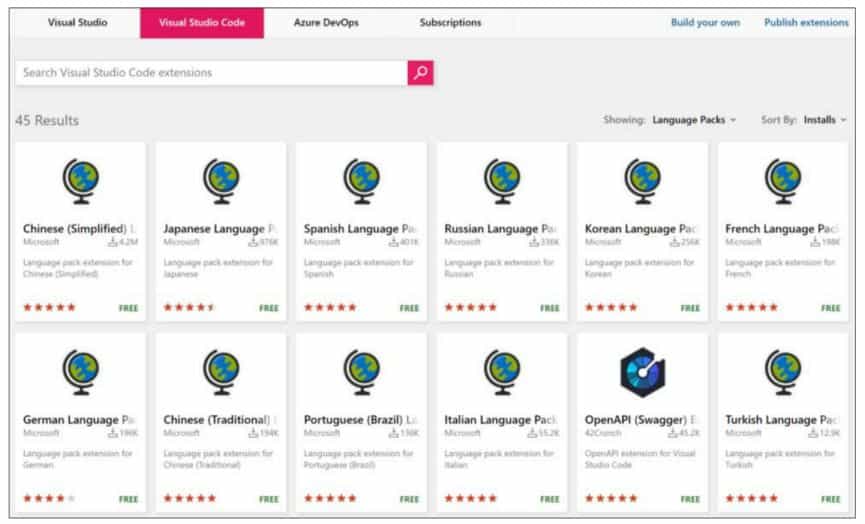 Visual Studio
Visual Studio Code
Azure DevOps
Subscriptions
Build your own
Publish extensions
Search Visual Studio Code extensions
45 Results
Showing: Language Packs
Sort By: Installs
Chinese (Simplified) L
Microsoft 4.2M
Language pack extension for
Chinese (Simplified)
FREE
Japanese Language P
Microsoft 976K
Language pack extension for
Japanese
FREE
Spanish Language Pa
Microsoft 401K
Language pack extension for
Spanish
FREE
Russian Language Pa
Microsoft 338K
Language pack extension for
Russian
FREE
Korean Language Pac
Microsoft 256K
Language pack extension for
Korean
FREE
French Language Pac
Microsoft 198K
Language pack extension for
French
FREE
German Language Pa
Microsoft 196K
Language pack extension for
German
FREE
Chinese (Traditional)
Microsoft 194K
Language pack extension for
Chinese (Traditional)
FREE
Portuguese (Brazil) La
Microsoft
Language pack extension for
Portuguese (Brazil)
FREE
Italian Language Pack
Microsoft 55.2K
Language pack extension for
Italian
FREE
OpenAPI (Swagger) E
42Crunch 45.2K
OpenAPI extension for Visual
Studio Code
FREE
Turkish Language Pac
Microsoft 12.9K
Language pack extension for
Turkish
FREE